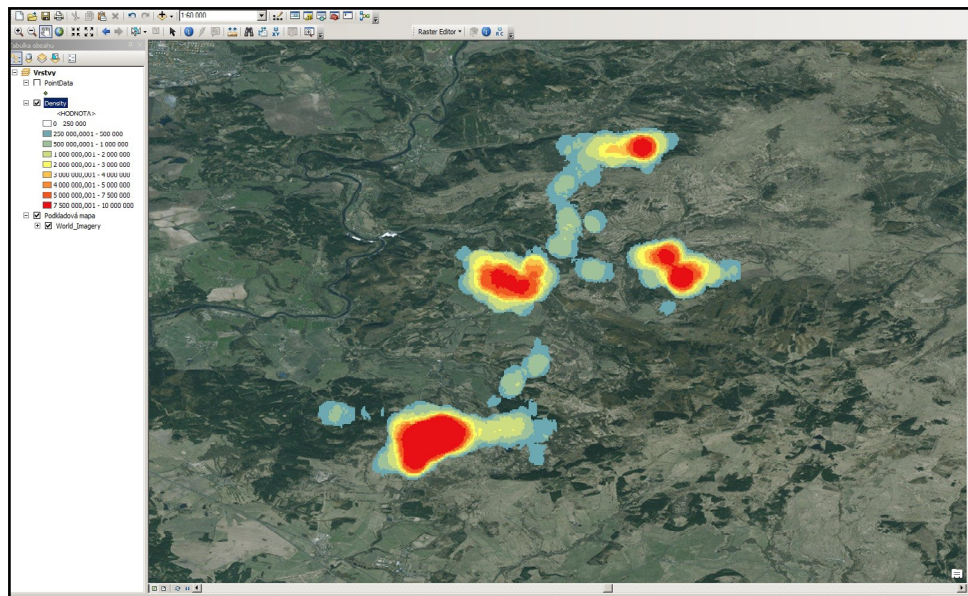 1:60 000
Raster Editor
abulka obsahu
Vrstvy
PointData
Density
<HODNOTA>
0 250 000
250 000,0001 - 500 000
500 000,0001 - 1 000 000
1 000 000,001 - 2 000 000
2 000 000,001 - 3 000 000
3 000 000,001 - 4 000 000
4 000 000,001 - 5 000 000
5 000 000,001 - 7 500 000
7 500 000,001 - 10 000 000
Podkladová mapa
World_Imagery